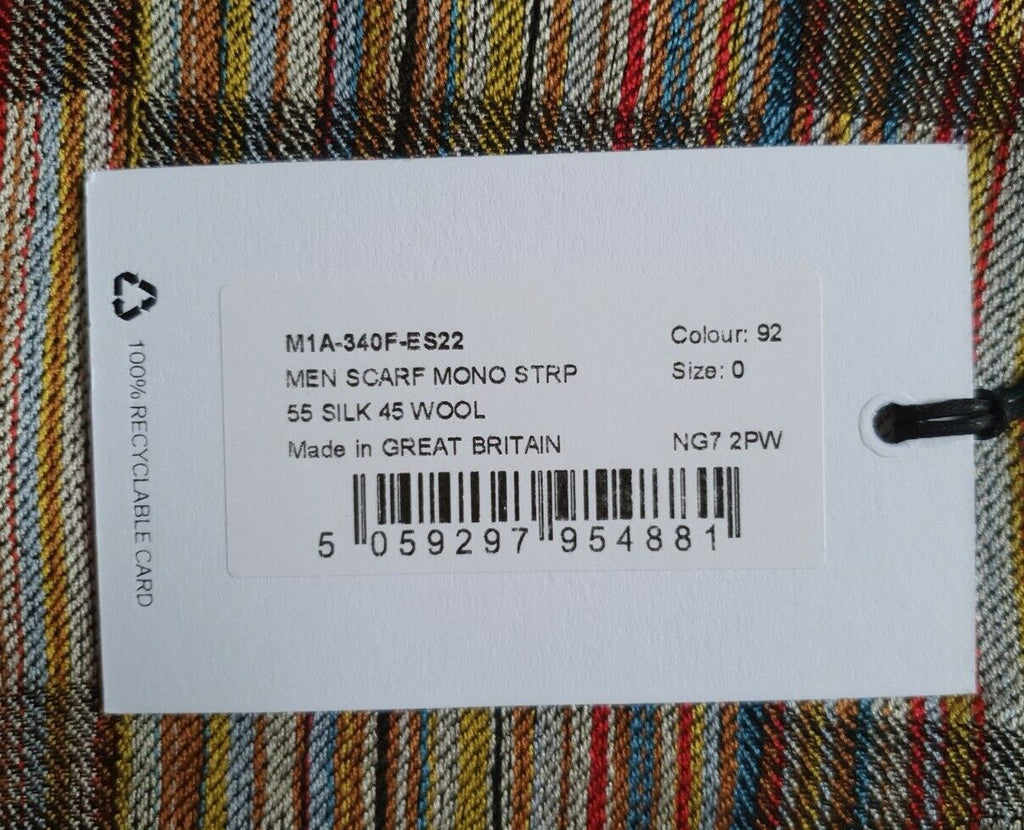 M1A-340F-ES22
Colour: 92
MEN SCARF MONO STRP
Size: 0
55 SILK 45 WOOL
Made in GREAT BRITAIN
NG7 2PW
5 059297 954881
100% RECYCLABLE CARD